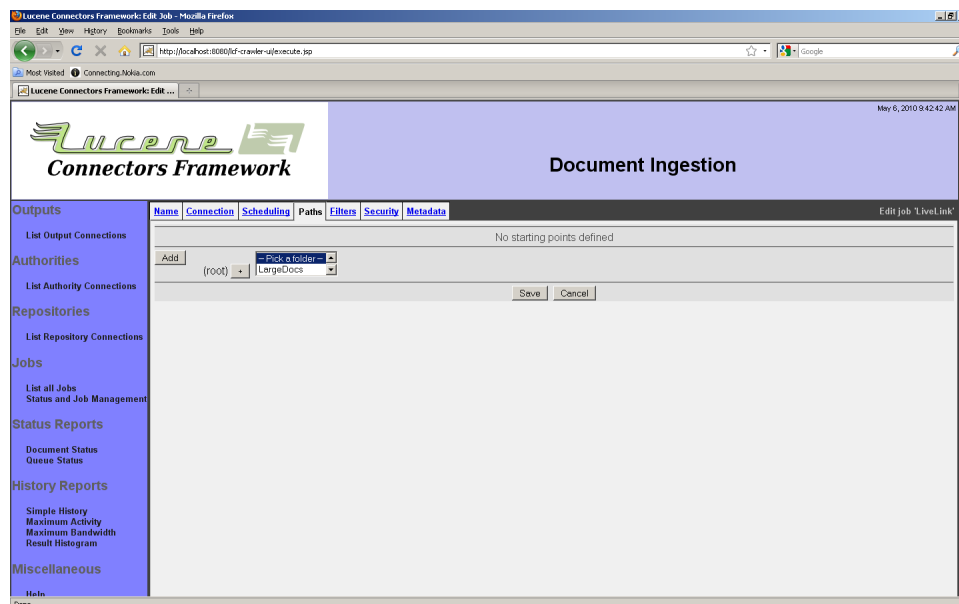 Lucene Connectors Framework: Edit Job - Mozilla Firefox
File Edit View History Bookmarks Tools Help
http://localhost:8080/lcf-crawler-ui/execute.jsp
Google
Most Visited Connecting.Nokia.com
Lucene Connectors Framework: Edit ...
May 6, 2010 9:42:42 AM
Lucene
Connectors Framework
Document Ingestion
Outputs
Name Connection Scheduling Paths Filters Security Metadata Edit job 'LiveLink'
List Output Connections
No starting points defined
Authorities
Add (root) + -- Pick a folder --
LargeDocs
List Authority Connections
Save Cancel
Repositories
List Repository Connections
Jobs
List all Jobs
Status and Job Management
Status Reports
Document Status
Queue Status
History Reports
Simple History
Maximum Activity
Maximum Bandwidth
Result Histogram
Miscellaneous
Help
Done